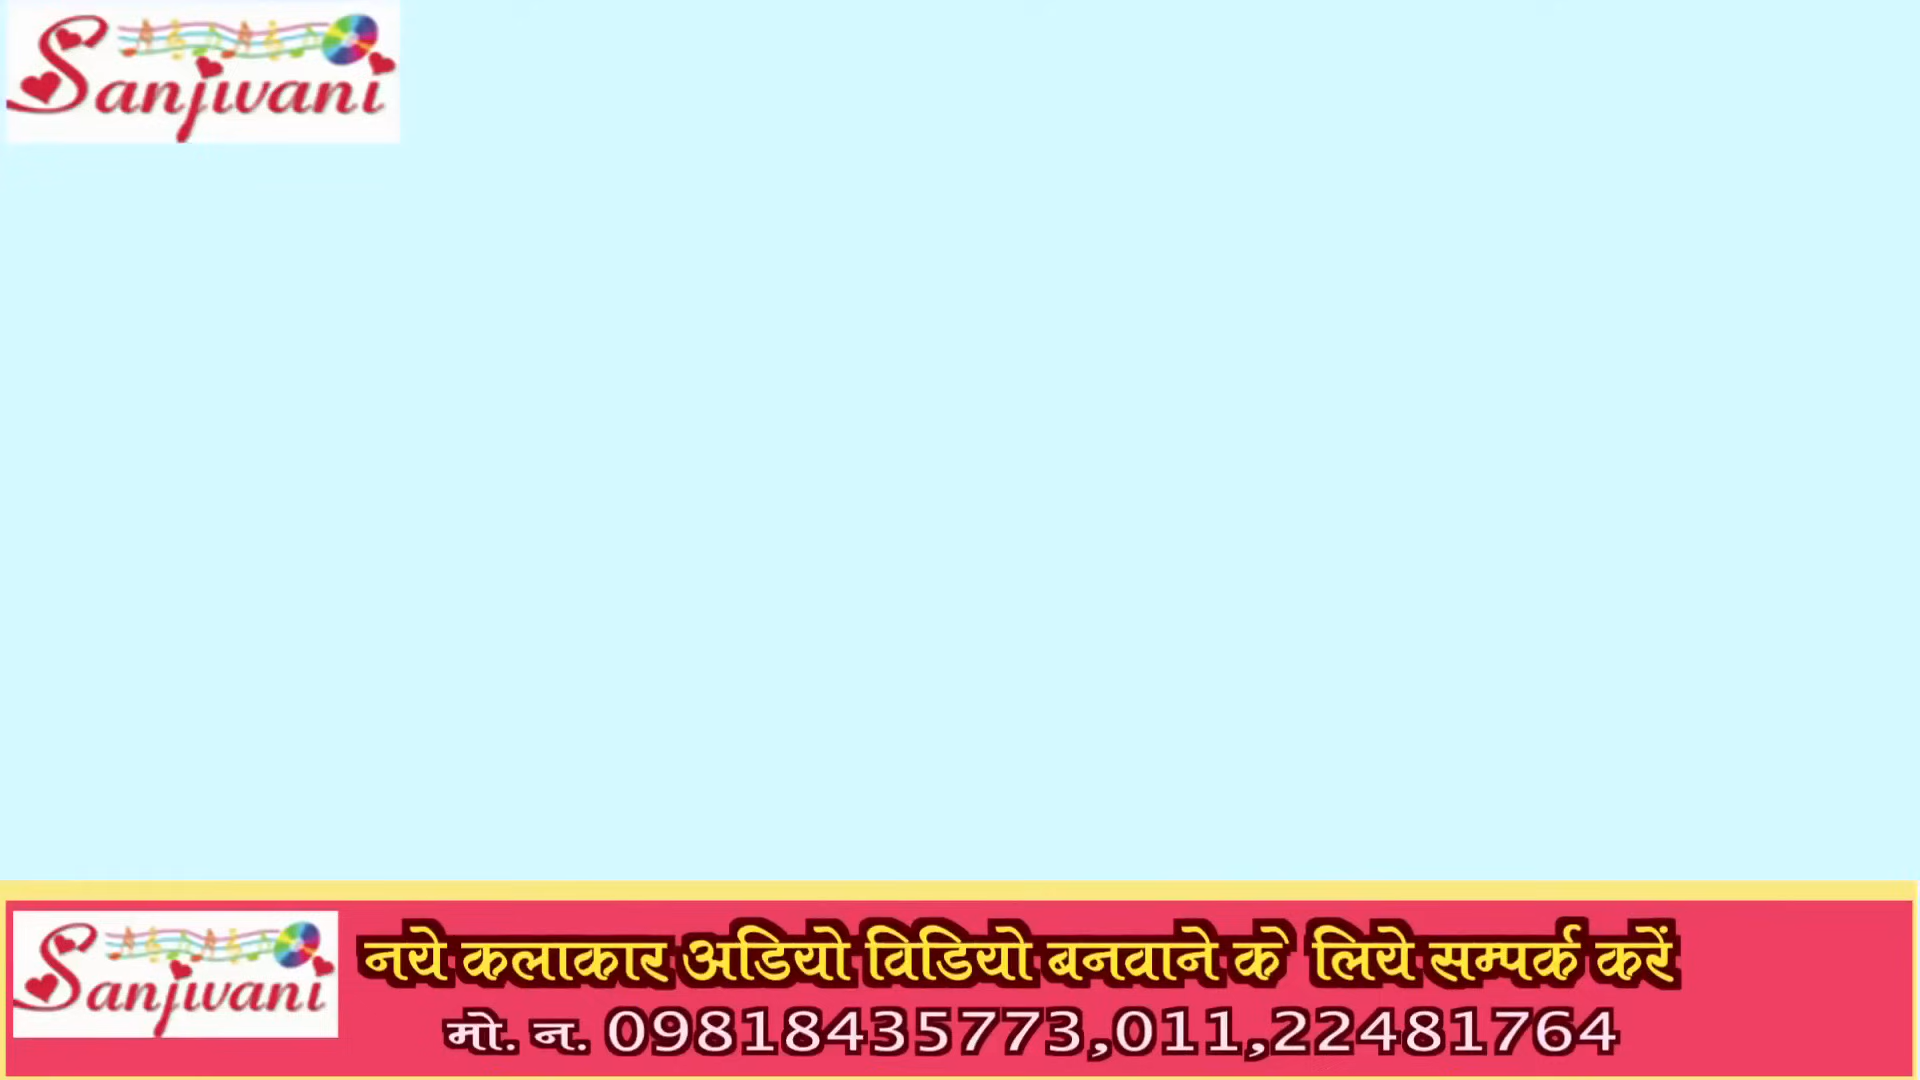 Sanjivani
Sanjivani
नये कलाकार अडियो विडियो बनवाने के लिये सम्पर्क करें
मो. न. 09818435773,011,22481764